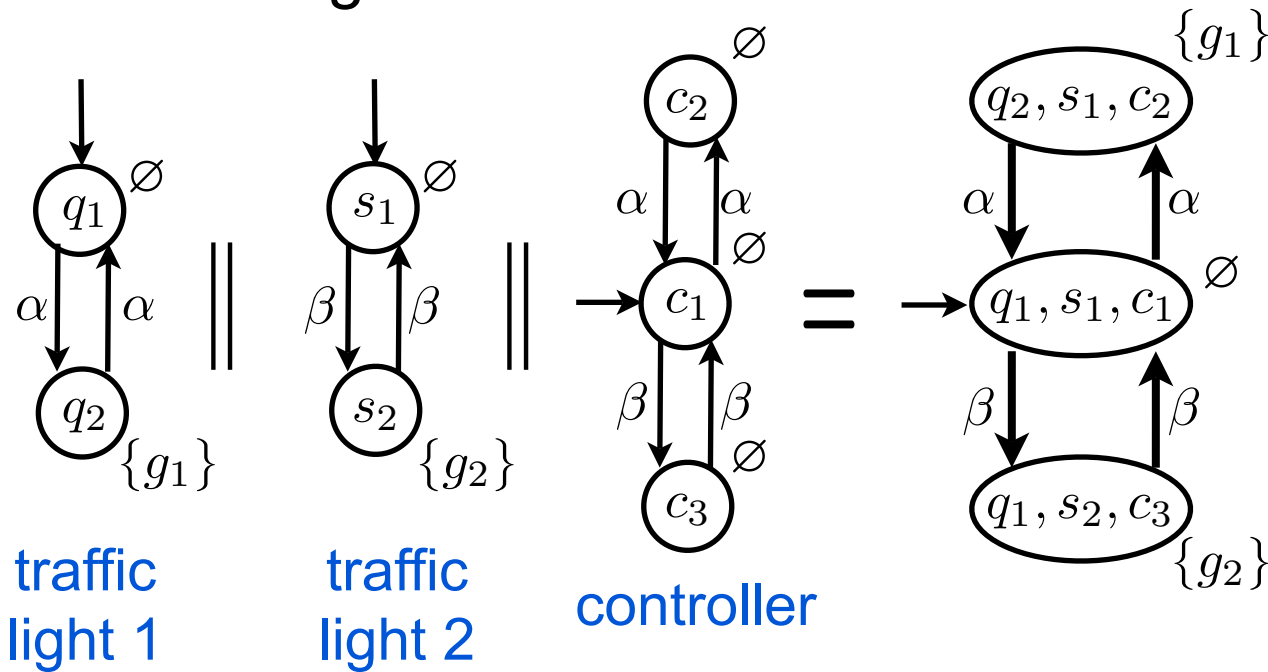 g
q₁ ∅
α α
q₂
{g₁}
traffic
light 1
||
s₁ ∅
β β
s₂
{g₂}
traffic
light 2
||
c₂ ∅
α α
c₁ ∅
β β
c₃ ∅
controller
=
{g₁}
q₂, s₁, c₂
α α
q₁, s₁, c₁ ∅
β β
q₁, s₂, c₃
{g₂}